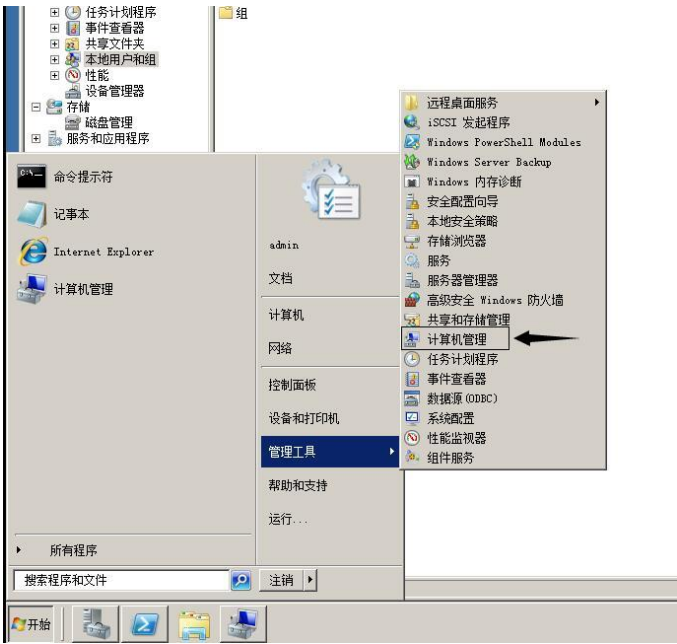 任务计划程序
事件查看器
共享文件夹
本地用户和组
性能
设备管理器
存储
磁盘管理
服务和应用程序
组
命令提示符
记事本
Internet Explorer
计算机管理
所有程序
搜索程序和文件
admin
文档
计算机
网络
控制面板
设备和打印机
管理工具
帮助和支持
运行...
注销
远程桌面服务
iSCSI 发起程序
Windows PowerShell Modules
Windows Server Backup
Windows 内存诊断
安全配置向导
本地安全策略
存储浏览器
服务
服务器管理器
高级安全 Windows 防火墙
共享和存储管理
计算机管理
任务计划程序
事件查看器
数据源(ODBC)
系统配置
性能监视器
组件服务
开始